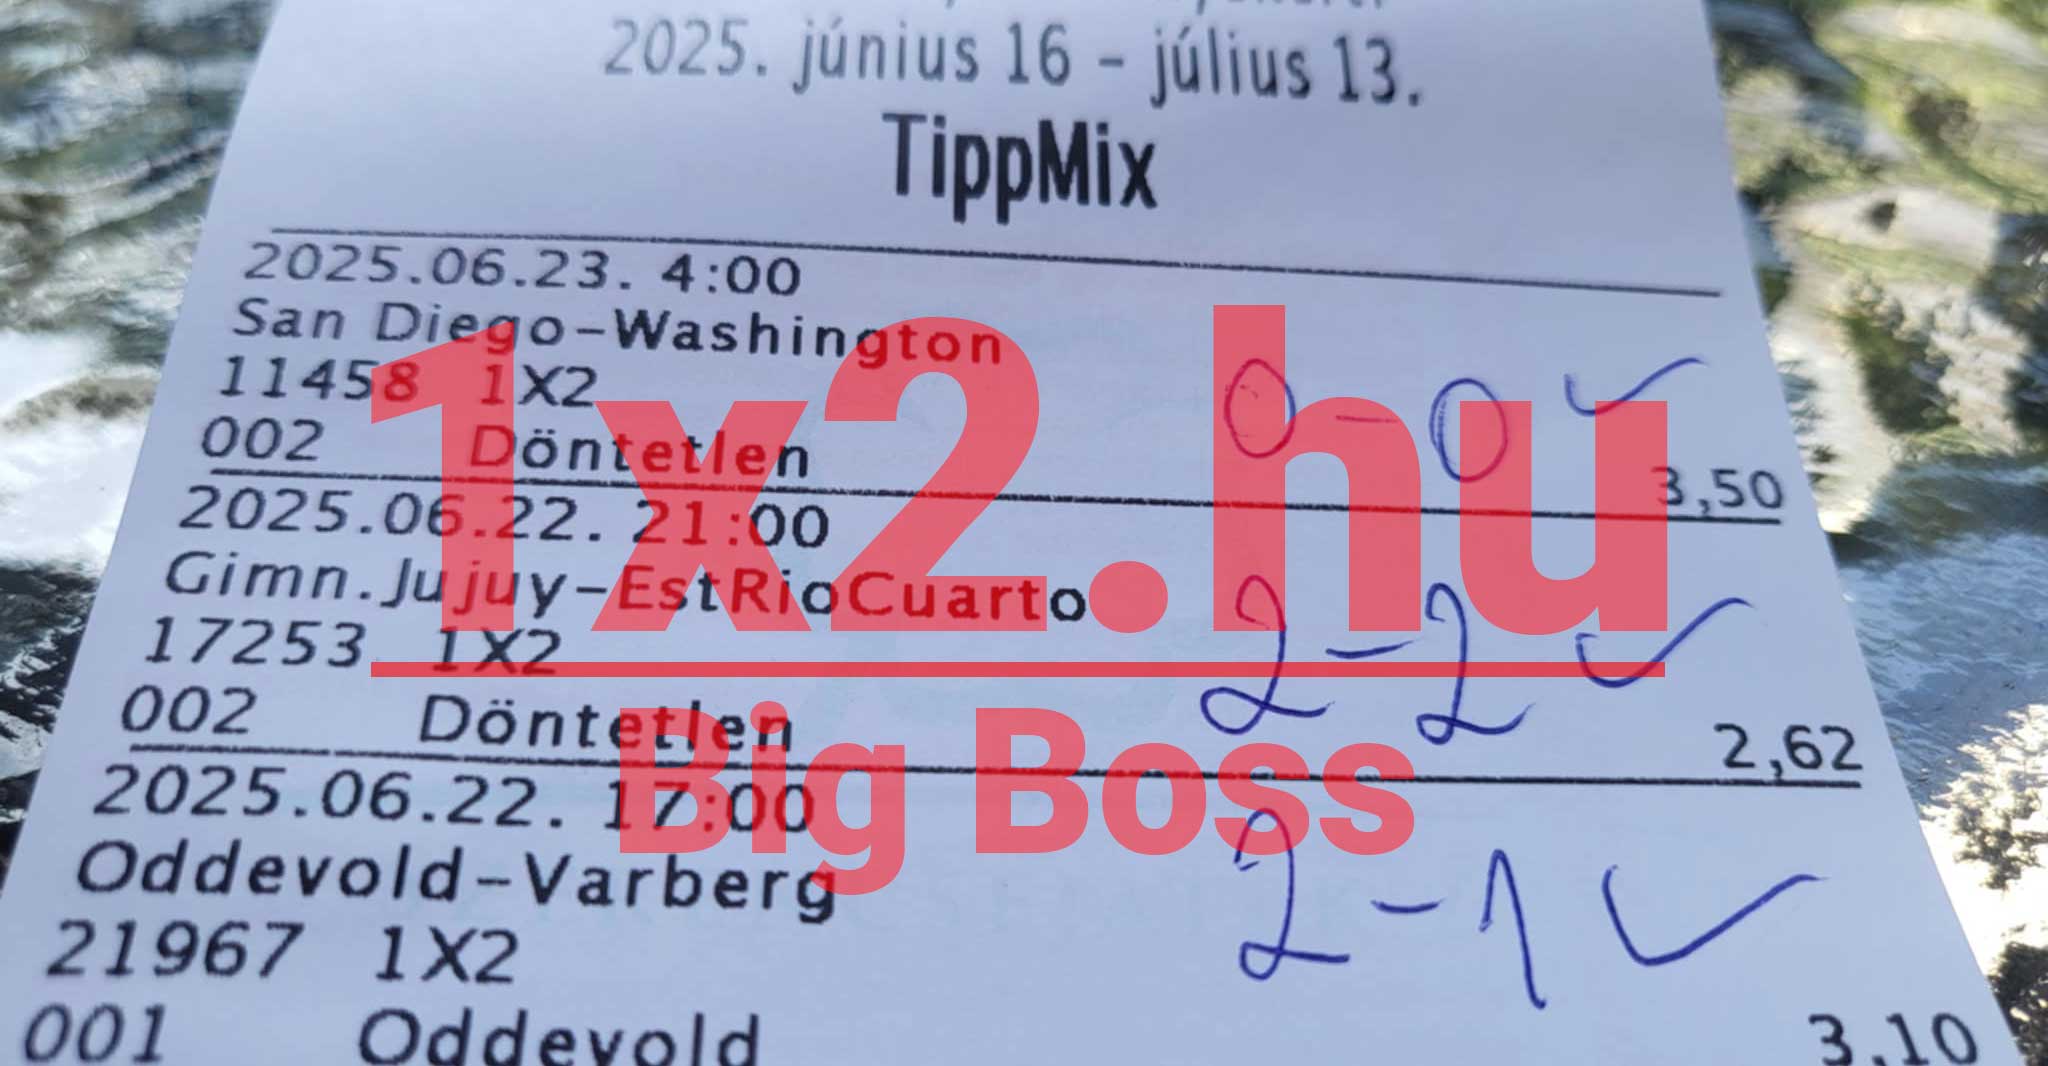 2025. június 16 – július 13.
TippMix
2025.06.23. 4:00
San Diego-Washington
11458 1X2
0-0 ✓
002 Döntetlen 3,50
2025.06.22. 21:00
Gimn.Jujuy-EstRioCuarto
17253 1X2
2-2 ✓
002 Döntetlen 2,62
2025.06.22. 17:00
Oddevold-Varberg
2-1 ✓
21967 1X2
001 Oddevold 3,10
1x2.hu
Big Boss